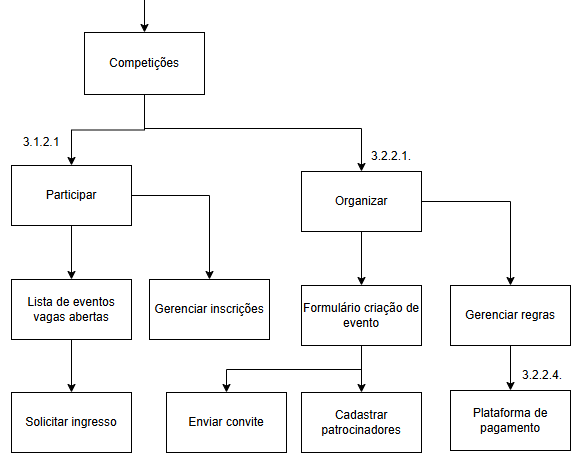 Competições
3.1.2.1
3.2.2.1.
Participar
Organizar
Lista de eventos
vagas abertas
Gerenciar inscrições
Formulário criação de
evento
Gerenciar regras
3.2.2.4.
Solicitar ingresso
Enviar convite
Cadastrar
patrocinadores
Plataforma de
pagamento